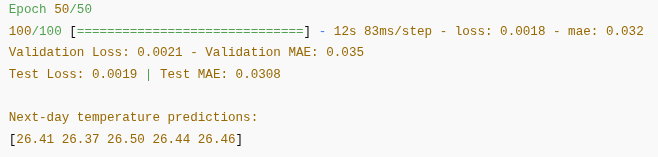 Epoch 50/50
100/100 [==============================] - 12s 83ms/step - loss: 0.0018 - mae: 0.032
Validation Loss: 0.0021 - Validation MAE: 0.035
Test Loss: 0.0019 | Test MAE: 0.0308
Next-day temperature predictions:
[26.41 26.37 26.50 26.44 26.46]